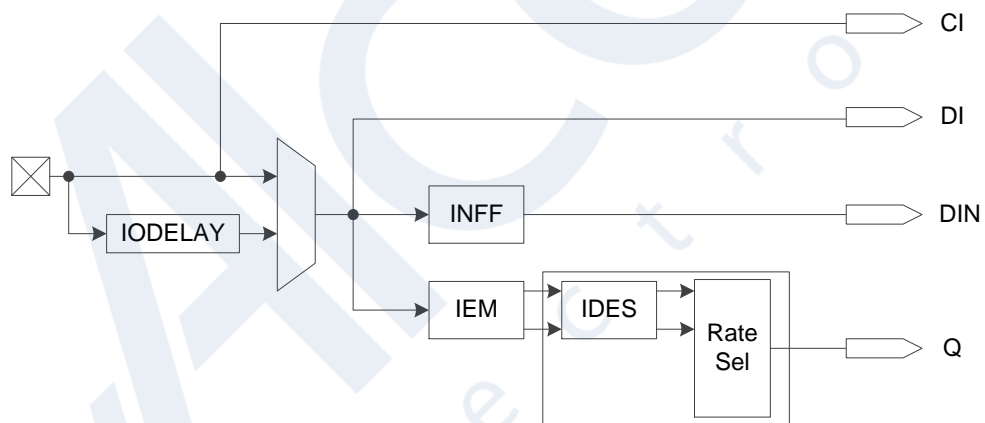 CI
DI
INFF
DIN
IODELAY
IEM
IDES
Rate
Sel
Q